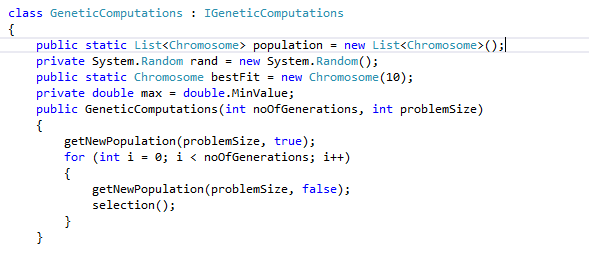 class GeneticComputations : IGeneticComputations
{
public static List<Chromosome> population = new List<Chromosome>();
private System.Random rand = new System.Random();
public static Chromosome bestFit = new Chromosome(10);
private double max = double.MinValue;
public GeneticComputations(int noOfGenerations, int problemSize)
{
getNewPopulation(problemSize, true);
for (int i = 0; i < noOfGenerations; i++)
{
getNewPopulation(problemSize, false);
selection();
}
}